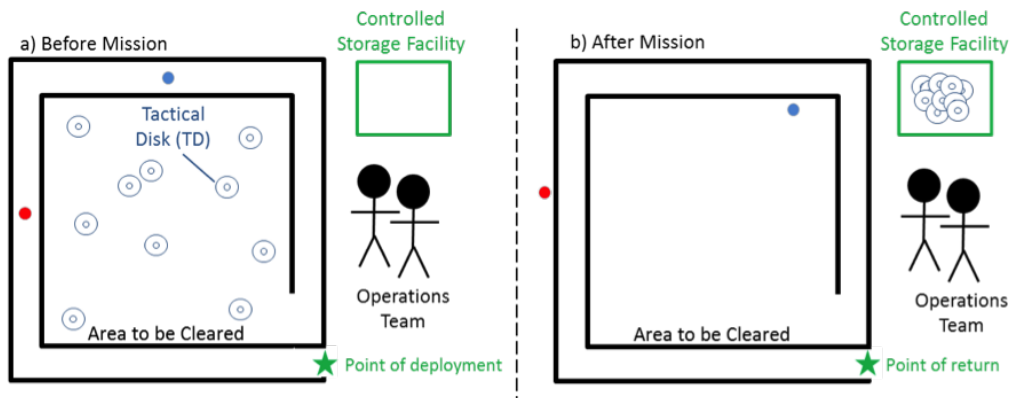 a) Before Mission
Controlled
Storage Facility
Tactical
Disk (TD)
Operations
Team
Area to be Cleared
Point of deployment
b) After Mission
Controlled
Storage Facility
Operations
Team
Area to be Cleared
Point of return